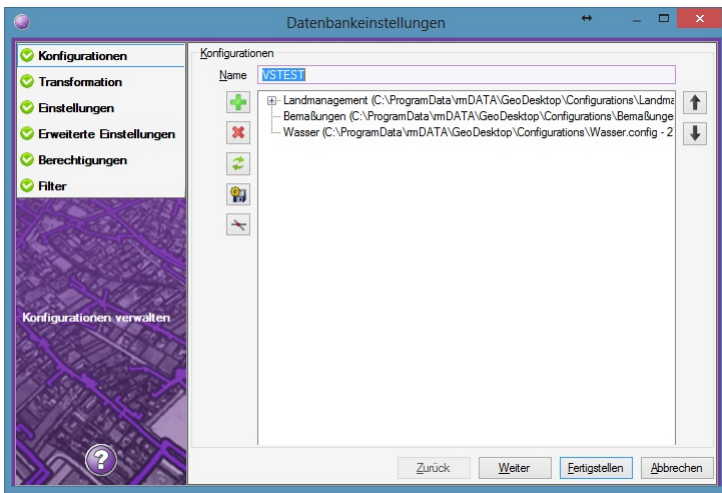 Datenbankeinstellungen
Konfigurationen
Transformation
Einstellungen
Erweiterte Einstellungen
Berechtigungen
Filter
Konfigurationen verwalten
?
Konfigurationen
Name VSTEST
Landmanagement (C:\ProgramData\rmDATA\GeoDesktop\Configurations\Landma
Bemaßungen (C:\ProgramData\rmDATA\GeoDesktop\Configurations\Bemaßunge
Wasser (C:\ProgramData\rmDATA\GeoDesktop\Configurations\Wasser.config - 2
Zurück Weiter Fertigstellen Abbrechen